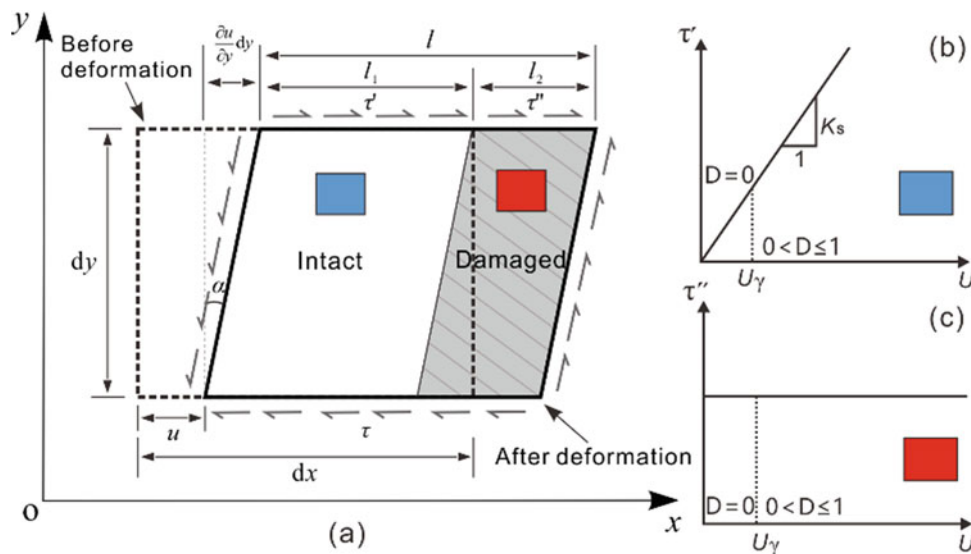 y
Before
deformation
∂u/∂y dy
l
l₁
l₂
τ′
τ″
dy
α
Intact
Damaged
u
τ
dx
After deformation
o
x
(a)
τ′
(b)
Kₛ
1
D=0
0<D≤1
Uγ
U
τ″
(c)
D=0
0<D≤1
Uγ
U